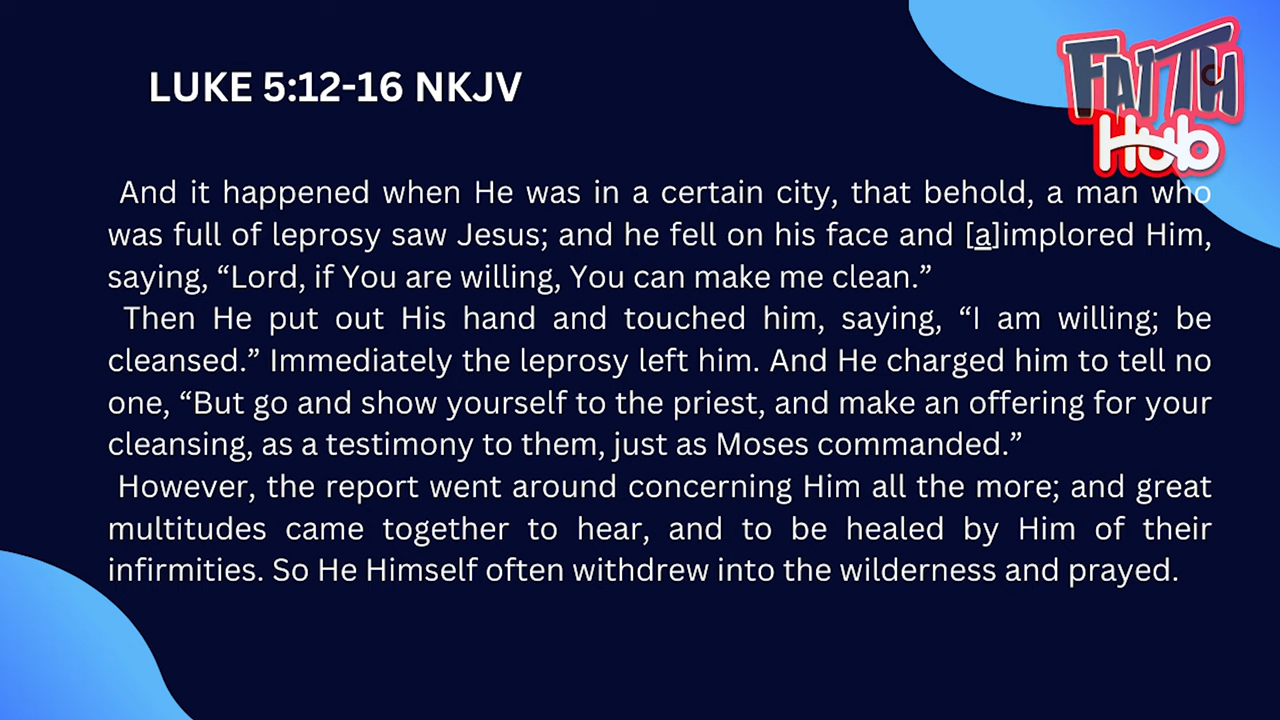 FAITH
Hub
LUKE 5:12-16 NKJV
And it happened when He was in a certain city, that behold, a man who
was full of leprosy saw Jesus; and he fell on his face and [a]implored Him,
saying, “Lord, if You are willing, You can make me clean.”
Then He put out His hand and touched him, saying, “I am willing; be
cleansed.” Immediately the leprosy left him. And He charged him to tell no
one, “But go and show yourself to the priest, and make an offering for your
cleansing, as a testimony to them, just as Moses commanded.”
However, the report went around concerning Him all the more; and great
multitudes came together to hear, and to be healed by Him of their
infirmities. So He Himself often withdrew into the wilderness and prayed.